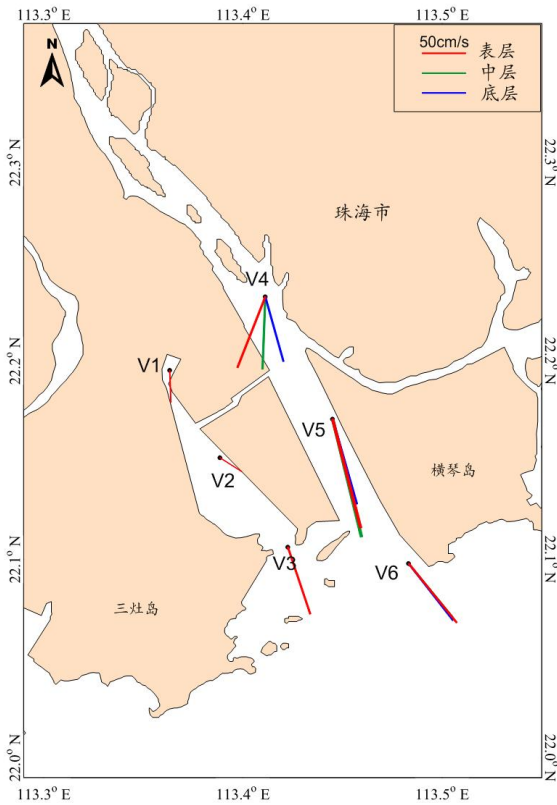 113.3° E
113.4° E
113.5° E
N
50cm/s
表层
中层
底层
22.3° N
22.3° N
珠海市
V4
22.2° N
22.2° N
V1
V5
V2
横琴岛
22.1° N
22.1° N
V3
V6
三灶岛
22.0° N
22.0° N
113.3° E
113.4° E
113.5° E